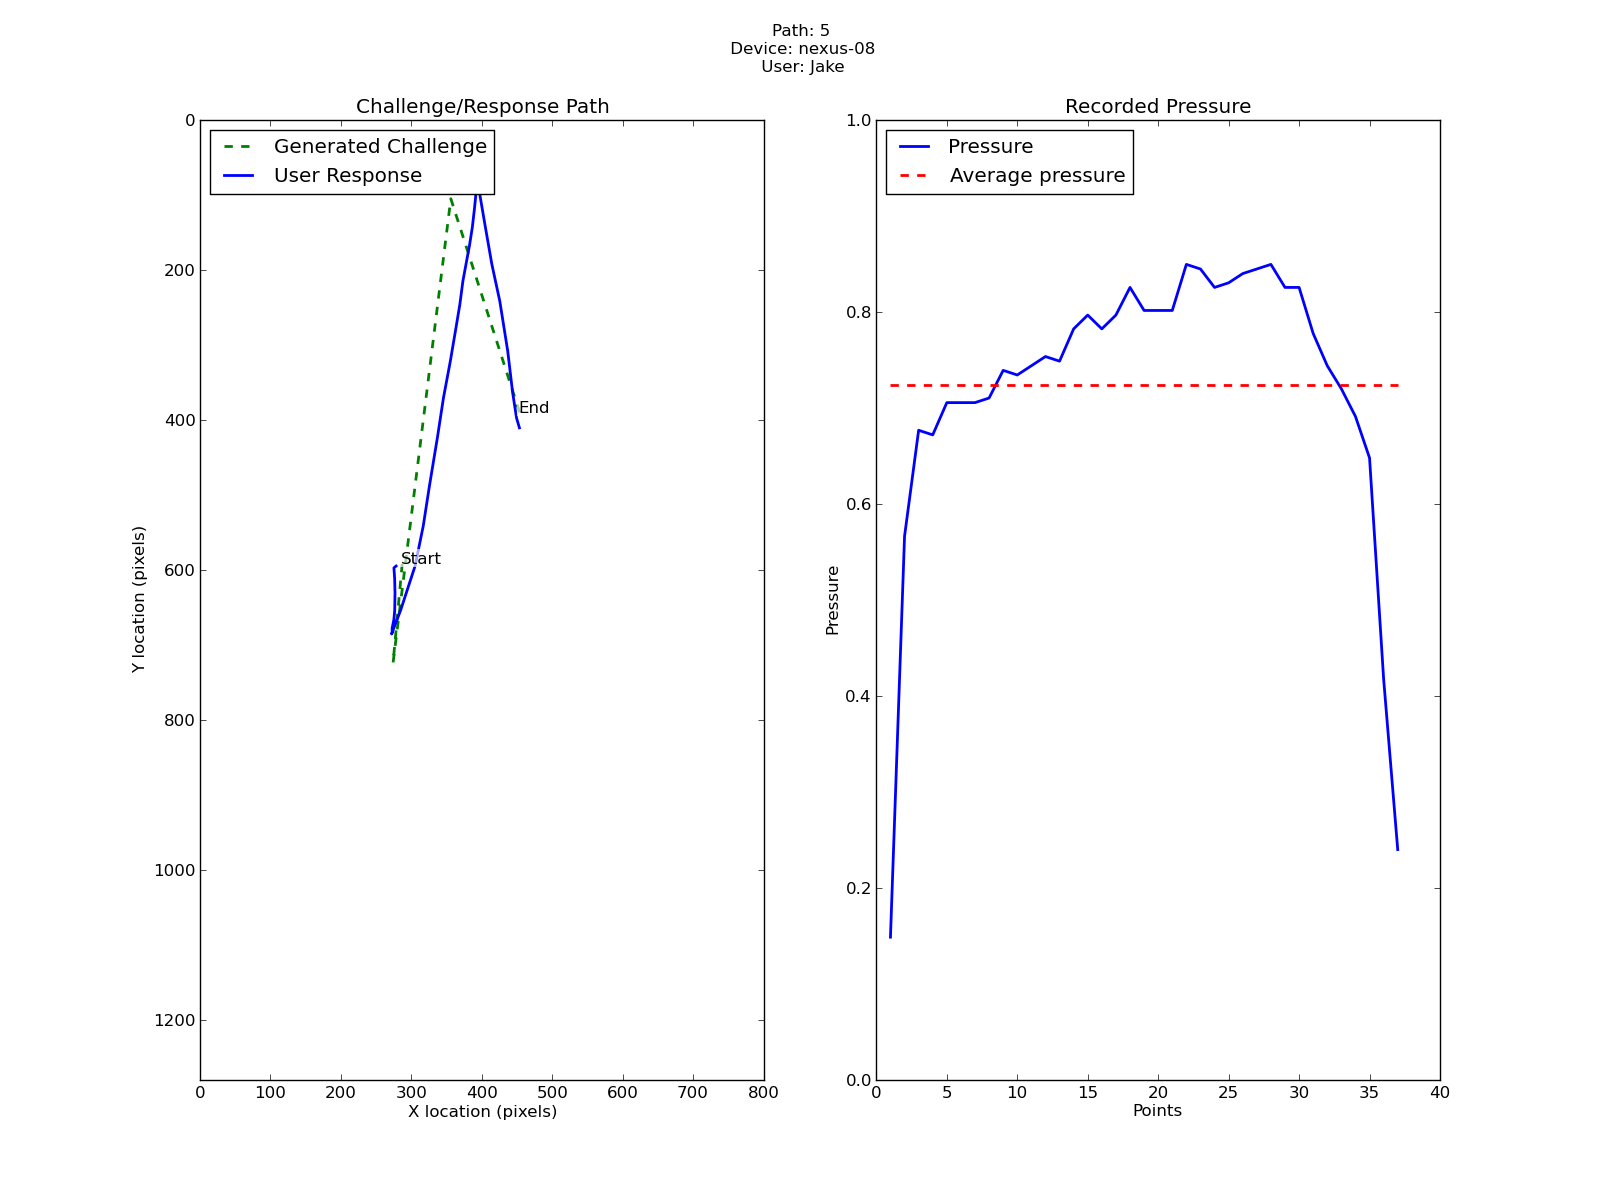 Path: 5
Device: nexus-08
User: Jake
Challenge/Response Path
Generated Challenge
User Response
0
200
400
600
800
1000
1200
Y location (pixels)
Start
End
0 100 200 300 400 500 600 700 800
X location (pixels)
Recorded Pressure
Pressure
Average pressure
1.0
0.8
0.6
0.4
0.2
0.0
Pressure
0 5 10 15 20 25 30 35 40
Points